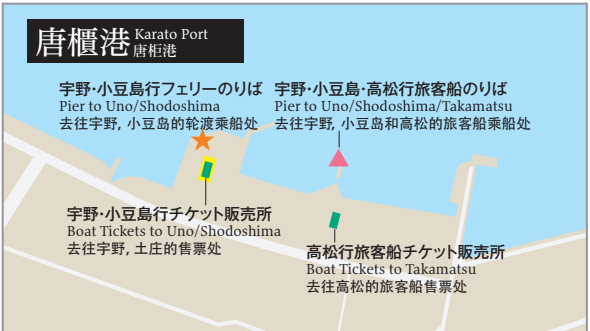 唐櫃港 Karato Port
唐柜港
宇野・小豆島行フェリーのりば
Pier to Uno/Shodoshima
去往宇野, 小豆岛的轮渡乘船处
宇野・小豆島・高松行旅客船のりば
Pier to Uno/Shodoshima/Takamatsu
去往宇野, 小豆岛和高松的旅客船乘船处
宇野・小豆島行チケット販売所
Boat Tickets to Uno/Shodoshima
去往宇野, 土庄的售票处
高松行旅客船チケット販売所
Boat Tickets to Takamatsu
去往高松的旅客船售票处